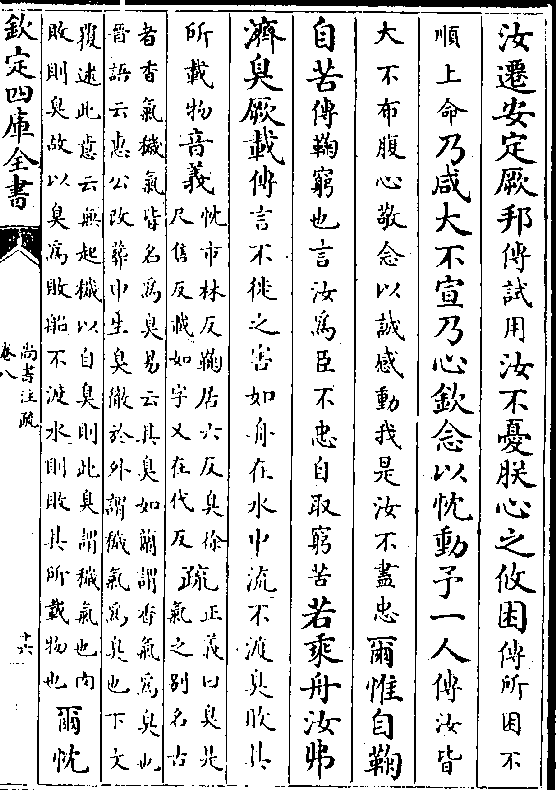 汝遷安定厥邦傳試用汝不憂朕心之攸困傳所困不
順上命乃咸大不宣乃心欽念以忱動予一人傳汝皆
大不布腹心敬念以誠感動我是汝不盡忠爾惟自鞠
自苦傳鞠窮也言汝爲臣不忠自取窮苦若乘舟汝弗
濟臭厥載傳言不徙之害如舟在水中流不渡臭敗其
所載物音義忱市林反鞠居六反臭徐
尺售反載如字又在代反疏正義曰臭是
氣之別名古
者香氣穢氣皆名爲臭易云其臭如蘭謂香氣爲臭也
晉語云惠公改葬申生臭徹於外謂穢氣爲臭也下文
覆述此意云無起穢以自臭則此臭謂穢氣也肉
敗則臭故以臭爲敗船不渡水則敗其所載物也爾忱
欽定四庫全書
尚書注疏
卷八
十六